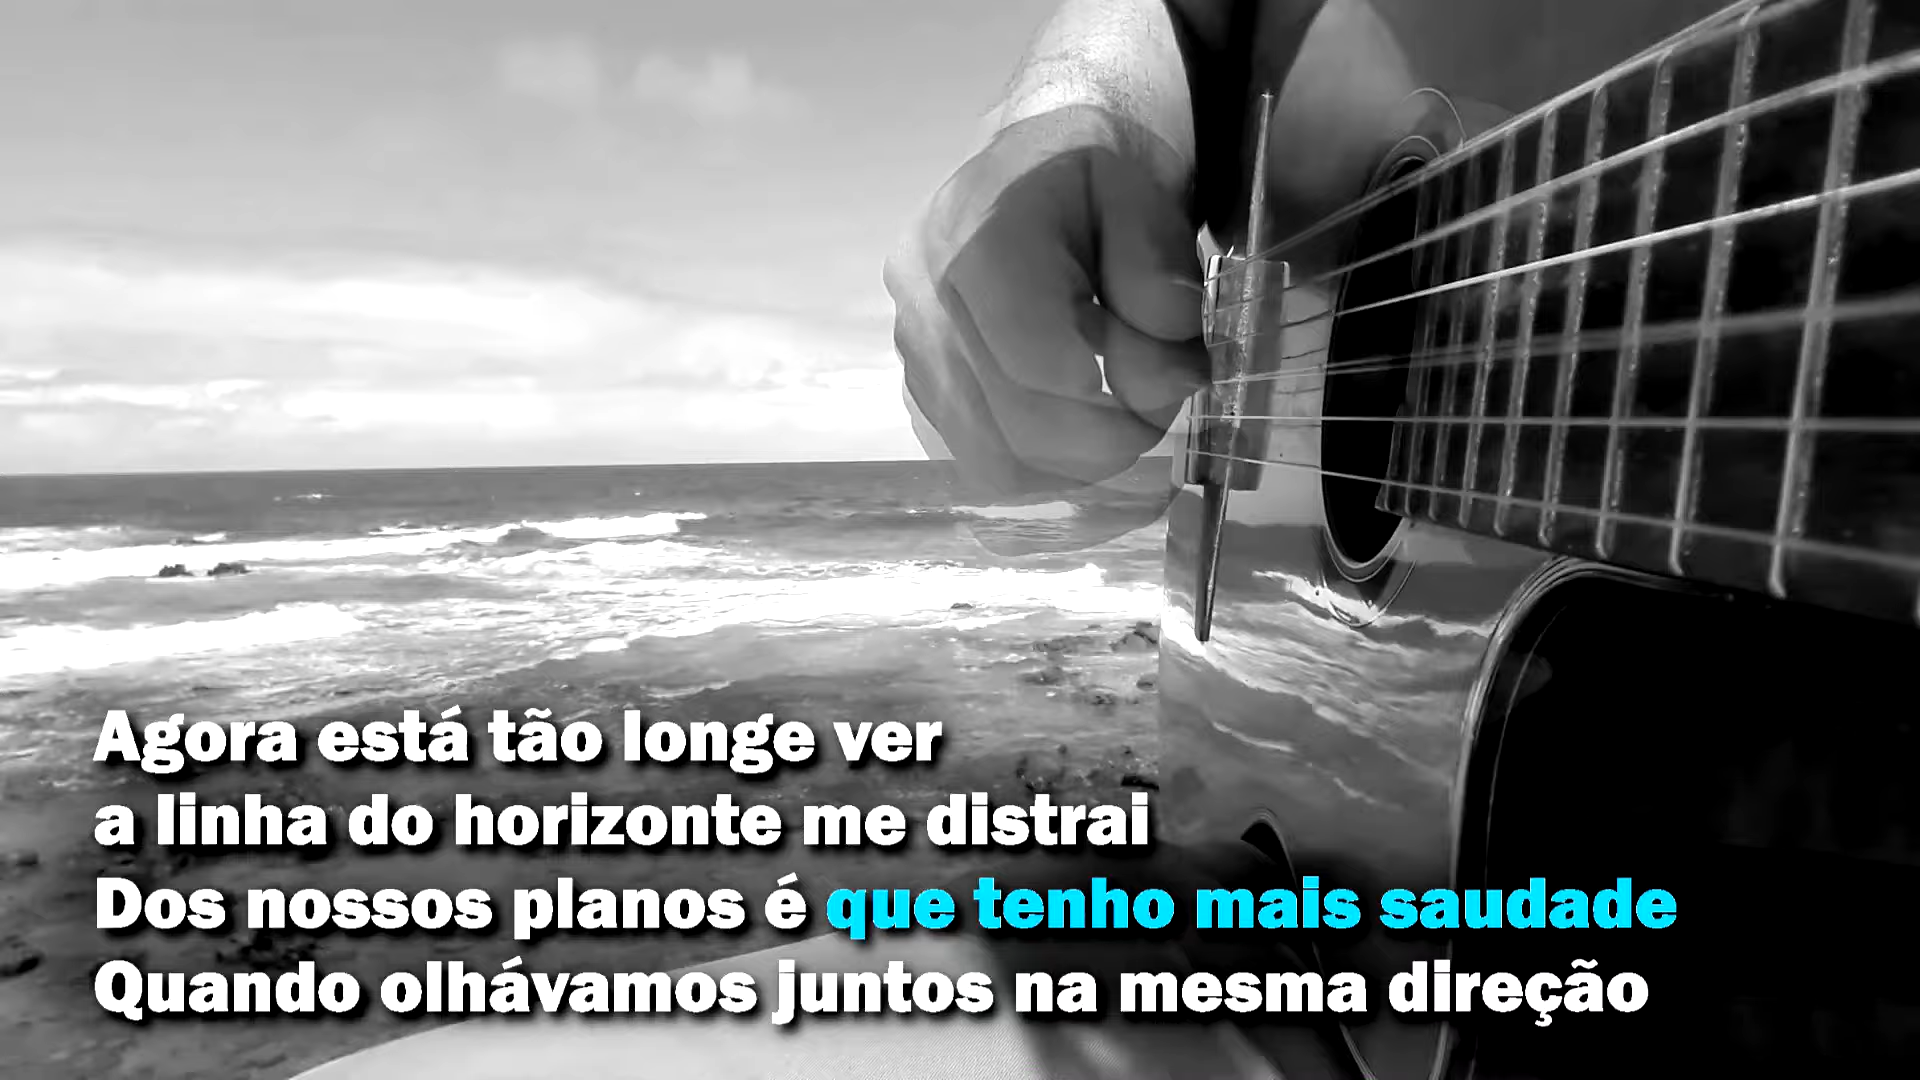 Agora está tão longe ver
a linha do horizonte me distrai
Dos nossos planos é que tenho mais saudade
Quando olhávamos juntos na mesma direção